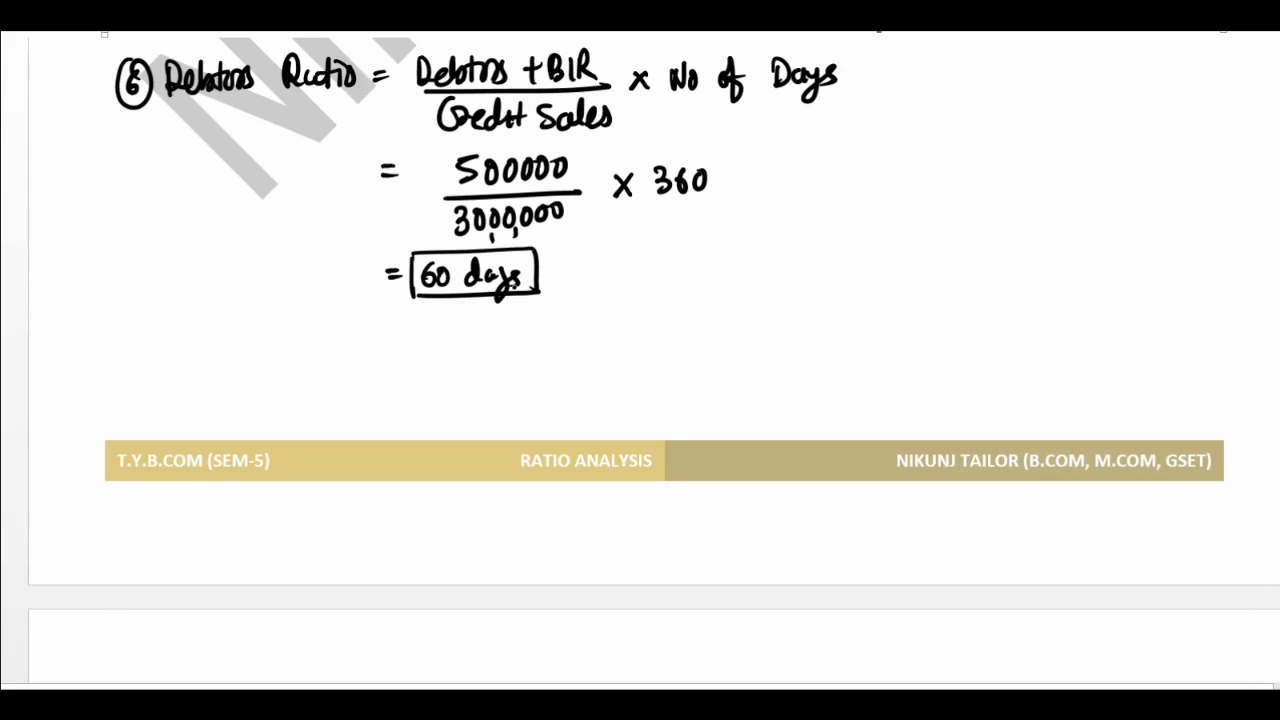 ⑥ Debtors Ratio = Debtors + B/R / Credit Sales × No of Days
= 500000 / 3000,000 × 360
= 60 days
T.Y.B.COM (SEM-5) RATIO ANALYSIS NIKUNJ TAILOR (B.COM, M.COM, GSET)